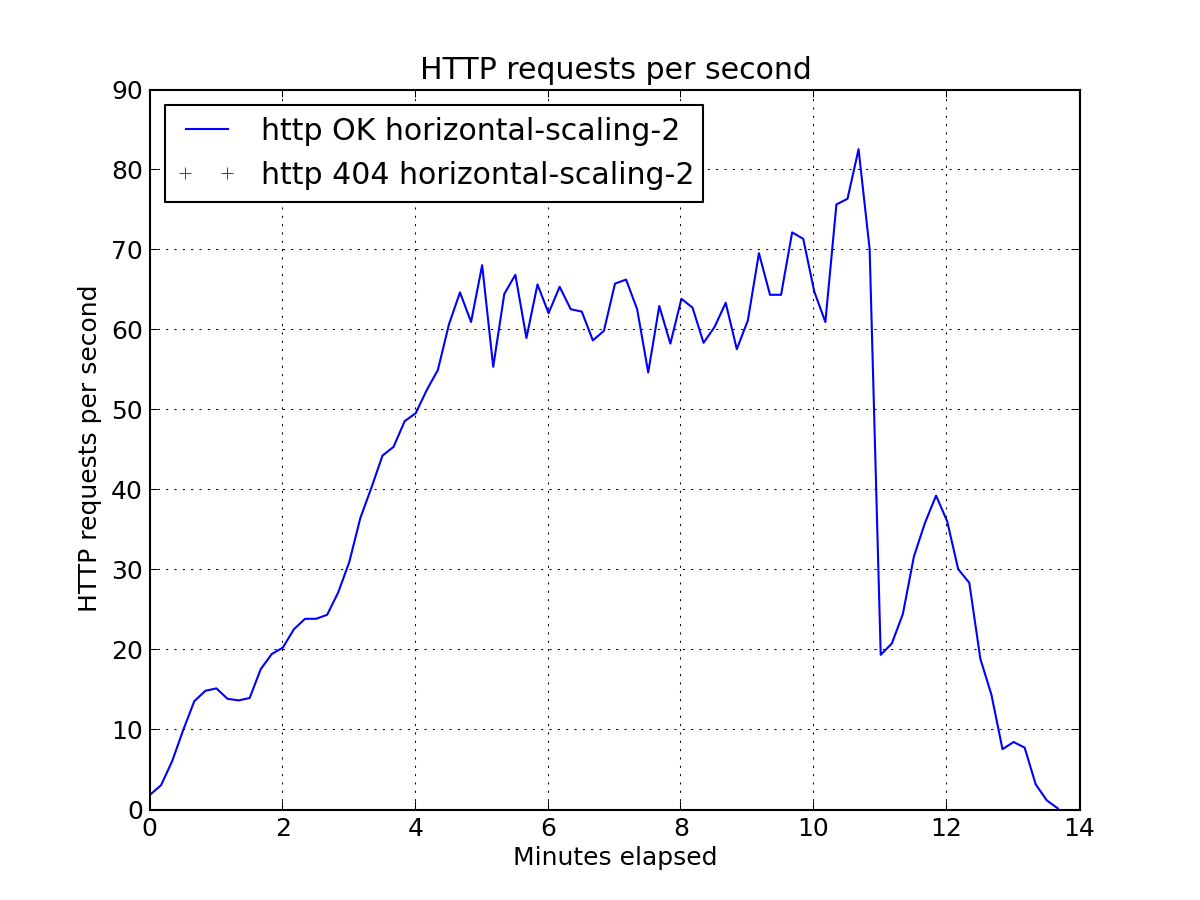 HTTP requests per second
90
80
70
60
50
40
30
20
10
0
http OK horizontal-scaling-2
http 404 horizontal-scaling-2
HTTP requests per second
0 2 4 6 8 10 12 14
Minutes elapsed